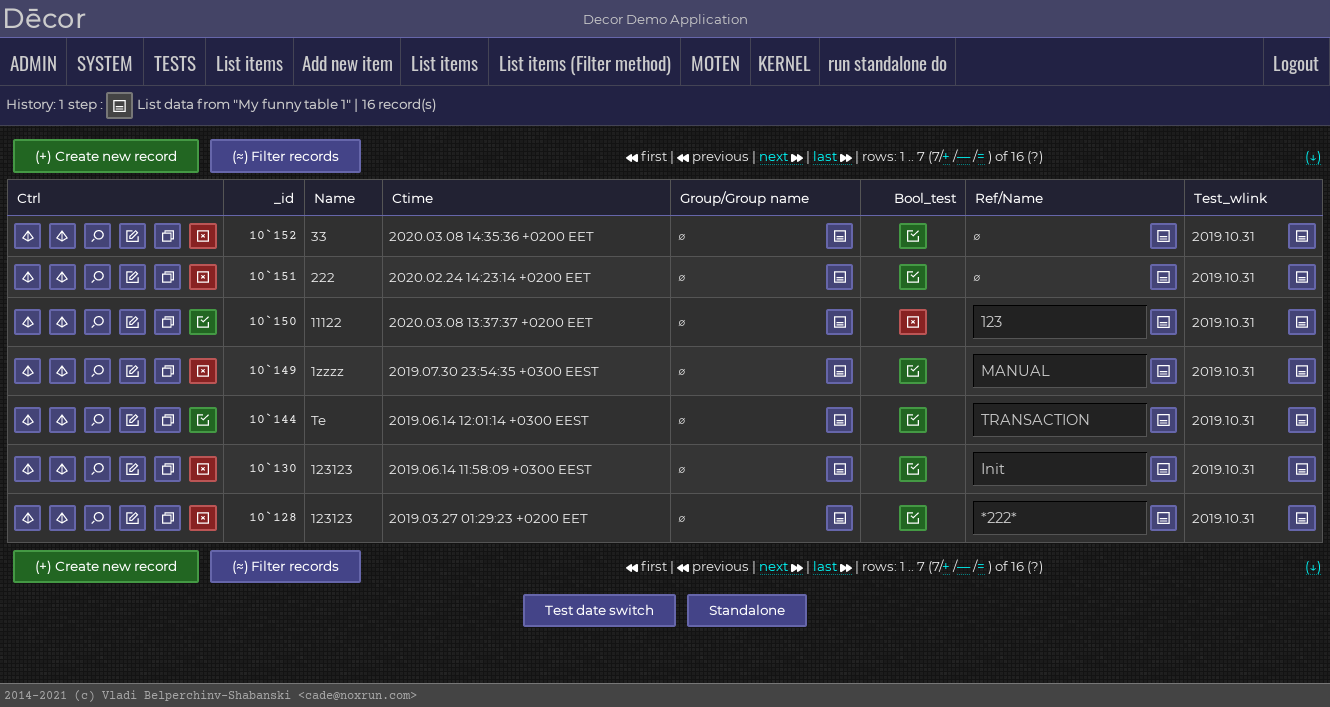 Dēcor
Decor Demo Application
ADMIN SYSTEM TESTS List items Add new item List items List items (Filter method) MOTEN KERNEL run standalone do Logout
History: 1 step : List data from "My funny table 1" | 16 record(s)
(+) Create new record (≈) Filter records first | previous | next | last | rooms: 1 .. 7 (7/+ /— /= ) of 16 (?) (↓)
Ctrl _id Name Ctime Group/Group name Bool_test Ref/Name Test_wlink
10`152 33 2020.03.08 14:35:36 +0200 EET ⌀ ⌀ 2019.10.31
10`151 222 2020.02.24 14:23:14 +0200 EET ⌀ ⌀ 2019.10.31
10`150 11122 2020.03.08 13:37:37 +0200 EET ⌀ 123 2019.10.31
10`149 1zzzz 2019.07.30 23:54:35 +0300 EEST ⌀ MANUAL 2019.10.31
10`144 Te 2019.06.14 12:01:14 +0300 EEST ⌀ TRANSACTION 2019.10.31
10`130 123123 2019.06.14 11:58:09 +0300 EEST ⌀ Init 2019.10.31
10`128 123123 2019.03.27 01:29:23 +0200 EET ⌀ *222* 2019.10.31
(+) Create new record (≈) Filter records first | previous | next | last | rows: 1 .. 7 (7/+ /— /= ) of 16 (?) (↓)
Test date switch Standalone
2014-2021 (c) Vladi Belperchinv-Shabanski <cade@noxrun.com>